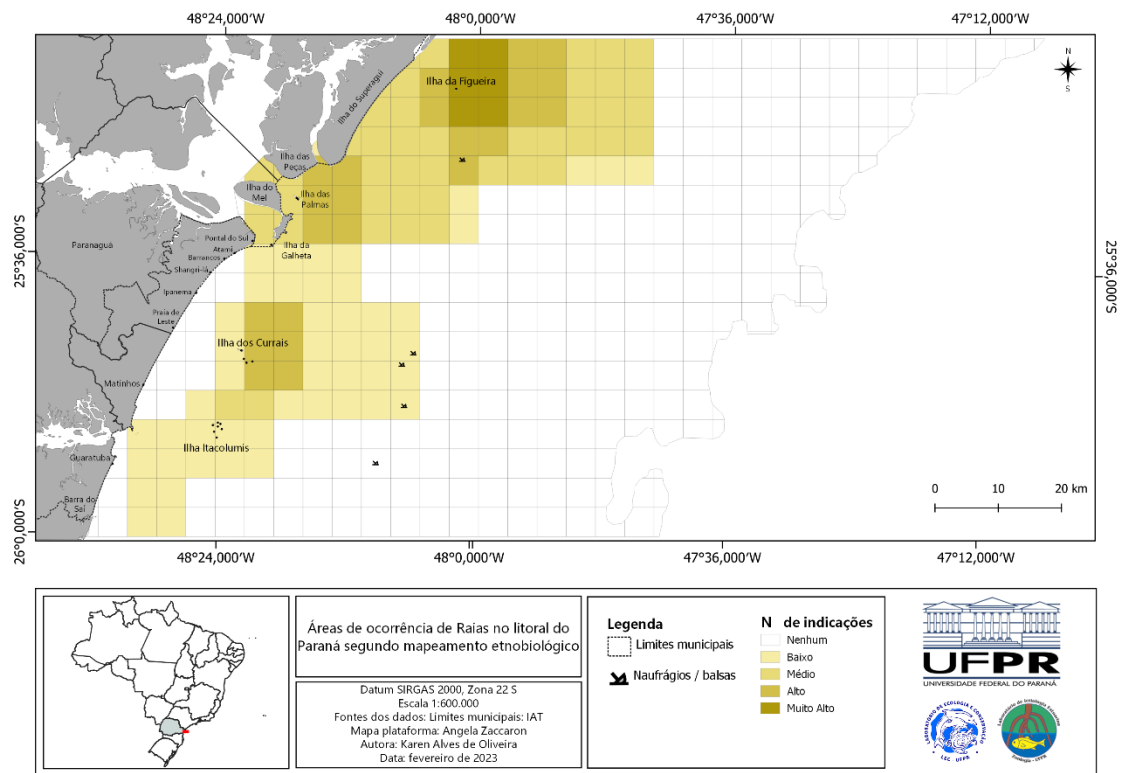 48°24,000'W
48°0,000'W
47°36,000'W
47°12,000'W
N
S
Ilha da Figueira
Ilha do Superagui
Ilha das
Peças
Ilha do
Mel
Ilha das
Palmas
Paranaguá
Pontal do Sul
Atami
Barrancos
Ilha da
Galheta
Shangri-lá
Ipanema
Praia de
Leste
Ilha dos Currais
Matinhos
Ilha Itacolumis
Guaratuba
Barra do
Saí
25°36,000'S
25°36,000'S
26°0,000'S
0 10 20 km
48°24,000'W
48°0,000'W
47°36,000'W
47°12,000'W
Áreas de ocorrência de Raias no litoral do
Paraná segundo mapeamento etnobiológico
Datum SIRGAS 2000, Zona 22 S
Escala 1:600.000
Fontes dos dados: Limites municipais: IAT
Mapa plataforma: Angela Zaccaron
Autora: Karen Alves de Oliveira
Data: fevereiro de 2023
Legenda
Limites municipais
Naufrágios / balsas
N de indicações
Nenhum
Baixo
Médio
Alto
Muito Alto
UFPR
UNIVERSIDADE FEDERAL DO PARANÁ
LABORATÓRIO DE ECOLOGIA E CONSERVAÇÃO
LEC UFPR